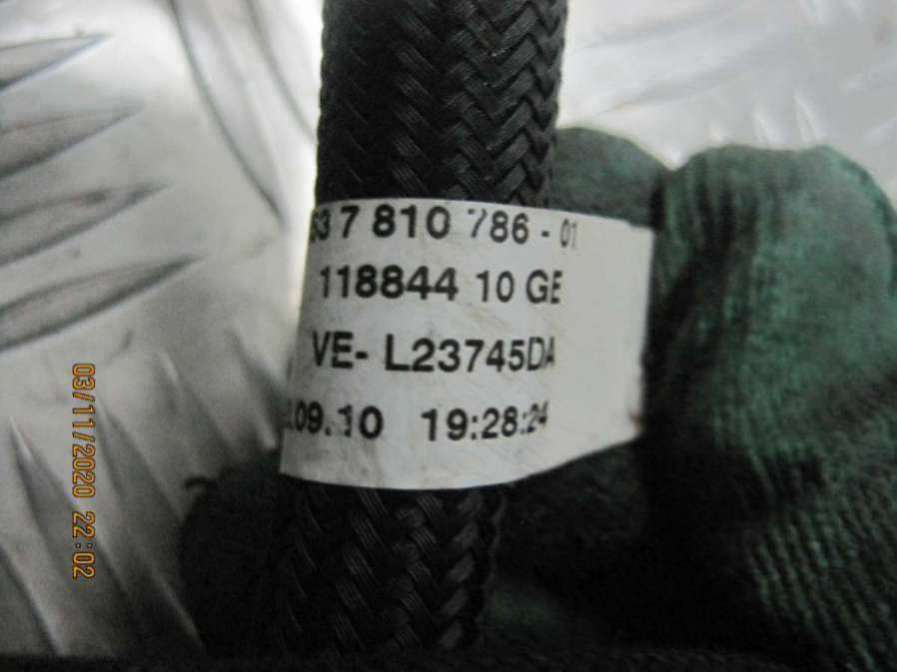 7 810 786 - 01
118844 10 GE
VE- L23745DA
.09.10 19:28:24
03/11/2020 22:02